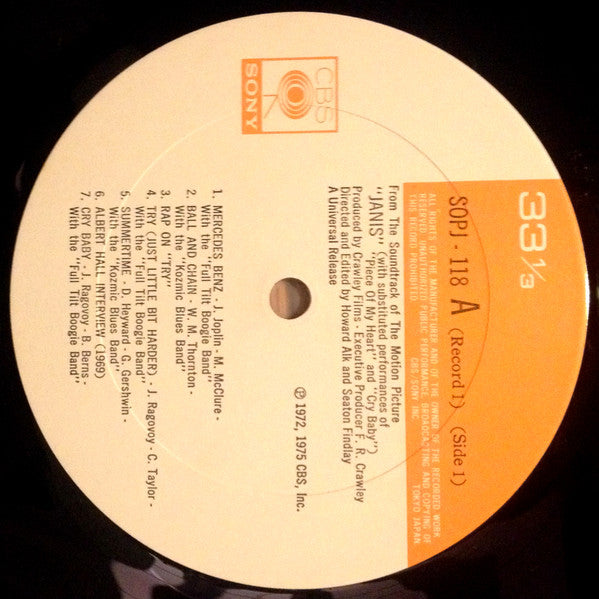 33 1/3
ALL RIGHTS OF THE MANUFACTURER AND OF THE OWNER OF THE RECORDED WORK
RESERVED. UNAUTHORIZED PUBLIC PERFORMANCE, BROADCASTING AND COPYING OF
THIS RECORD PROHIBITED
CBS/SONY INC. TOKYO JAPAN
SOPJ - 118 A (Record 1) (Side 1)
From The Soundtrack of The Motion Picture
"JANIS" (with substituted performances of
"Piece Of My Heart" and "Cry Baby")
Produced by Crawley Films - Executive Producer F. R. Crawley
Directed and Edited by Howard Alk and Seaton Findlay
A Universal Release
℗ 1972, 1975 CBS, Inc.
CBS
SONY
1. MERCEDES BENZ - J. Joplin - M. McClure -
With the "Full Tilt Boogie Band"
2. BALL AND CHAIN - W. M. Thornton -
With the "Kozmic Blues Band"
3. RAP ON "TRY"
4. TRY (JUST LITTLE BIT HARDER) - J. Ragovoy - C. Taylor -
With the "Full Tilt Boogie Band"
5. SUMMERTIME - D. Heyward - G. Gershwin -
With the "Kozmic Blues Band"
6. ALBERT HALL INTERVIEW (1969)
7. CRY BABY - J. Ragovoy - B. Berns -
With the "Full Tilt Boogie Band"